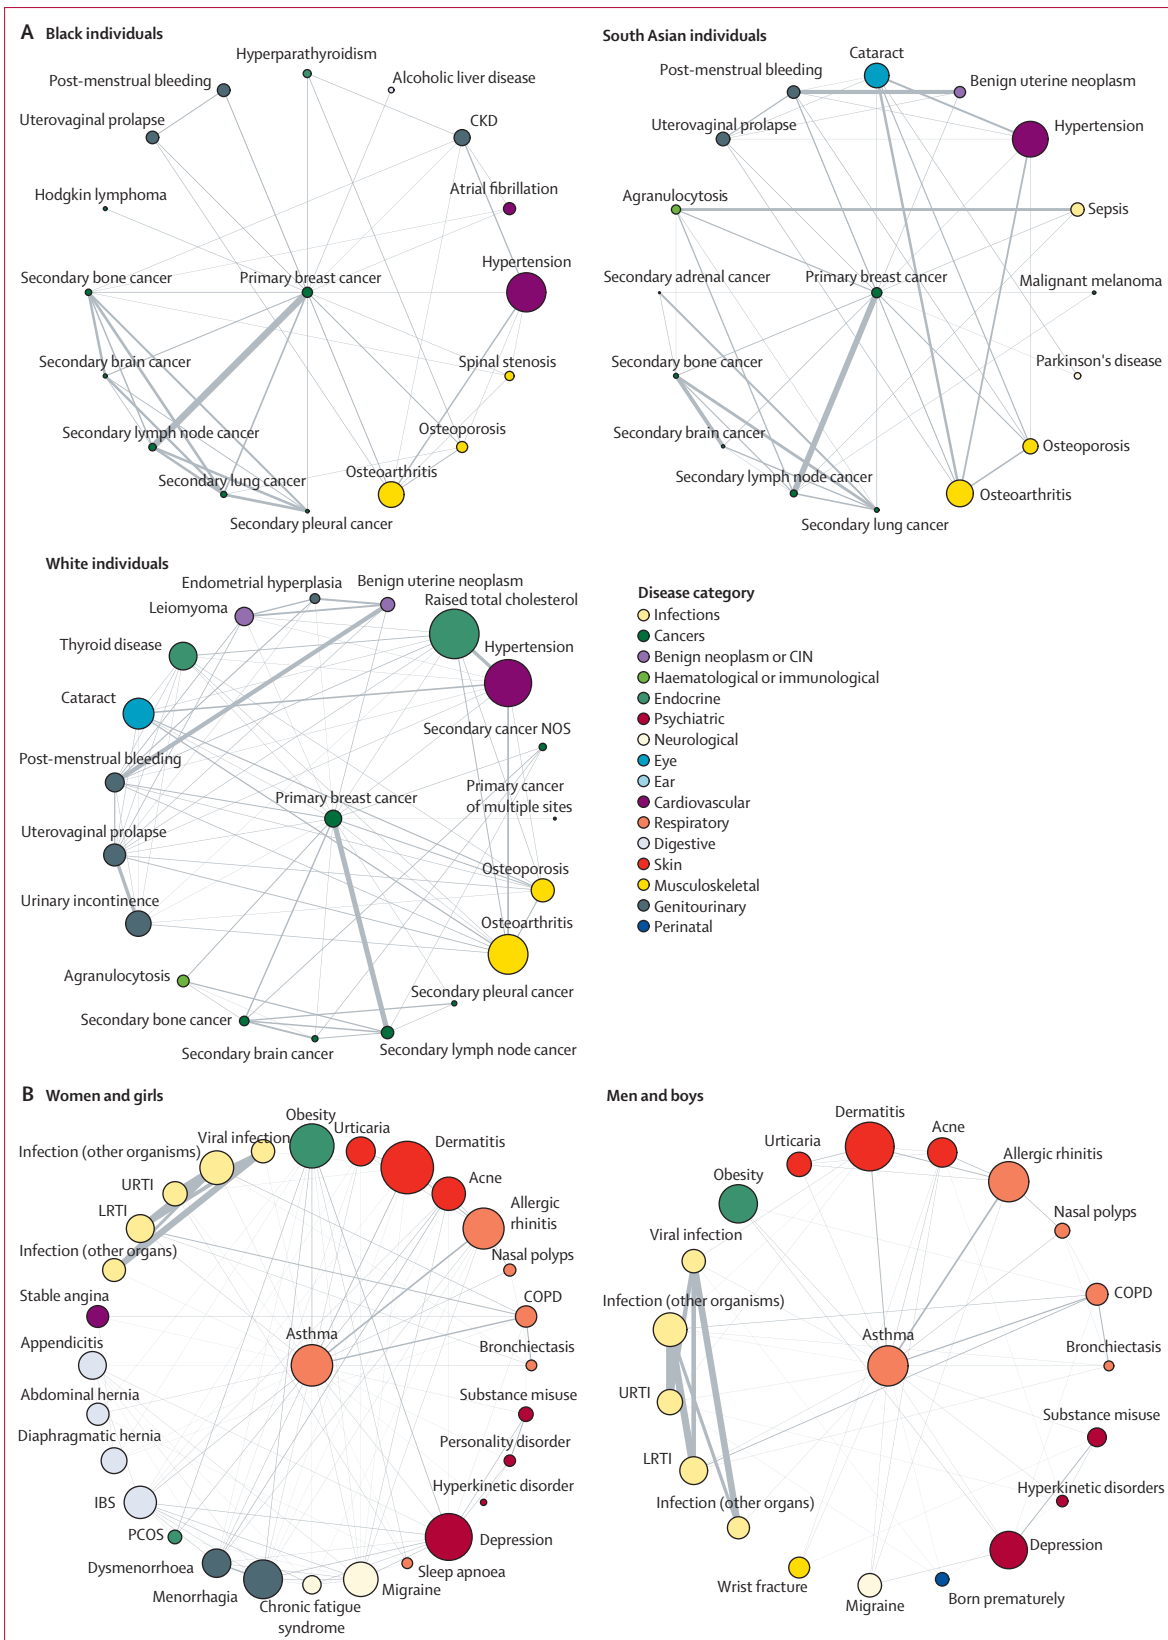 A Black individuals
Hyperparathyroidism
Post-menstrual bleeding
Alcoholic liver disease
Uterovaginal prolapse
CKD
Hodgkin lymphoma
Atrial fibrillation
Secondary bone cancer
Primary breast cancer
Hypertension
Secondary brain cancer
Spinal stenosis
Secondary lymph node cancer
Osteoporosis
Secondary lung cancer
Osteoarthritis
Secondary pleural cancer
South Asian individuals
Cataract
Post-menstrual bleeding
Benign uterine neoplasm
Uterovaginal prolapse
Hypertension
Agranulocytosis
Sepsis
Secondary adrenal cancer
Primary breast cancer
Malignant melanoma
Secondary bone cancer
Parkinson's disease
Secondary brain cancer
Osteoporosis
Secondary lymph node cancer
Osteoarthritis
Secondary lung cancer
White individuals
Endometrial hyperplasia
Benign uterine neoplasm
Leiomyoma
Raised total cholesterol
Thyroid disease
Hypertension
Cataract
Secondary cancer NOS
Post-menstrual bleeding
Primary breast cancer
Primary cancer
of multiple sites
Uterovaginal prolapse
Osteoporosis
Urinary incontinence
Osteoarthritis
Agranulocytosis
Secondary pleural cancer
Secondary bone cancer
Secondary brain cancer
Secondary lymph node cancer
Disease category
Infections
Cancers
Benign neoplasm or CIN
Haematological or immunological
Endocrine
Psychiatric
Neurological
Eye
Ear
Cardiovascular
Respiratory
Digestive
Skin
Musculoskeletal
Genitourinary
Perinatal
B Women and girls
Obesity
Urticaria
Viral infection
Dermatitis
Infection (other organisms)
Acne
URTI
Allergic
rhinitis
LRTI
Nasal polyps
Infection (other organs)
COPD
Stable angina
Asthma
Appendicitis
Bronchiectasis
Abdominal hernia
Substance misuse
Diaphragmatic hernia
Personality disorder
IBS
Hyperkinetic disorder
PCOS
Depression
Dysmenorrhoea
Sleep apnoea
Menorrhagia
Migraine
Chronic fatigue
syndrome
Men and boys
Dermatitis
Urticaria
Acne
Allergic rhinitis
Obesity
Nasal polyps
Viral infection
COPD
Infection (other organisms)
Asthma
Bronchiectasis
URTI
Substance misuse
LRTI
Hyperkinetic disorders
Infection (other organs)
Depression
Wrist fracture
Migraine
Born prematurely